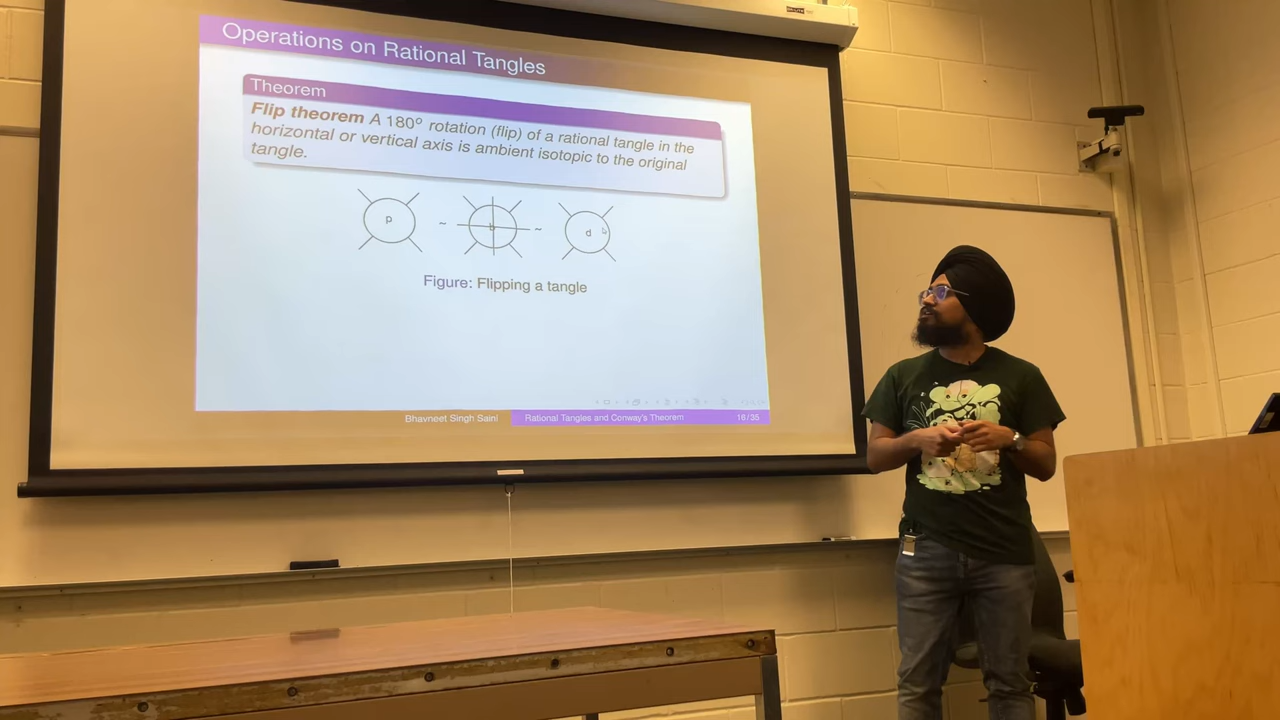 Operations on Rational Tangles
Theorem
Flip theorem A 180° rotation (flip) of a rational tangle in the
horizontal or vertical axis is ambient isotopic to the original
tangle.
p ~ b ~ d
Figure: Flipping a tangle
Bhavneet Singh Saini Rational Tangles and Conway's Theorem 16/35